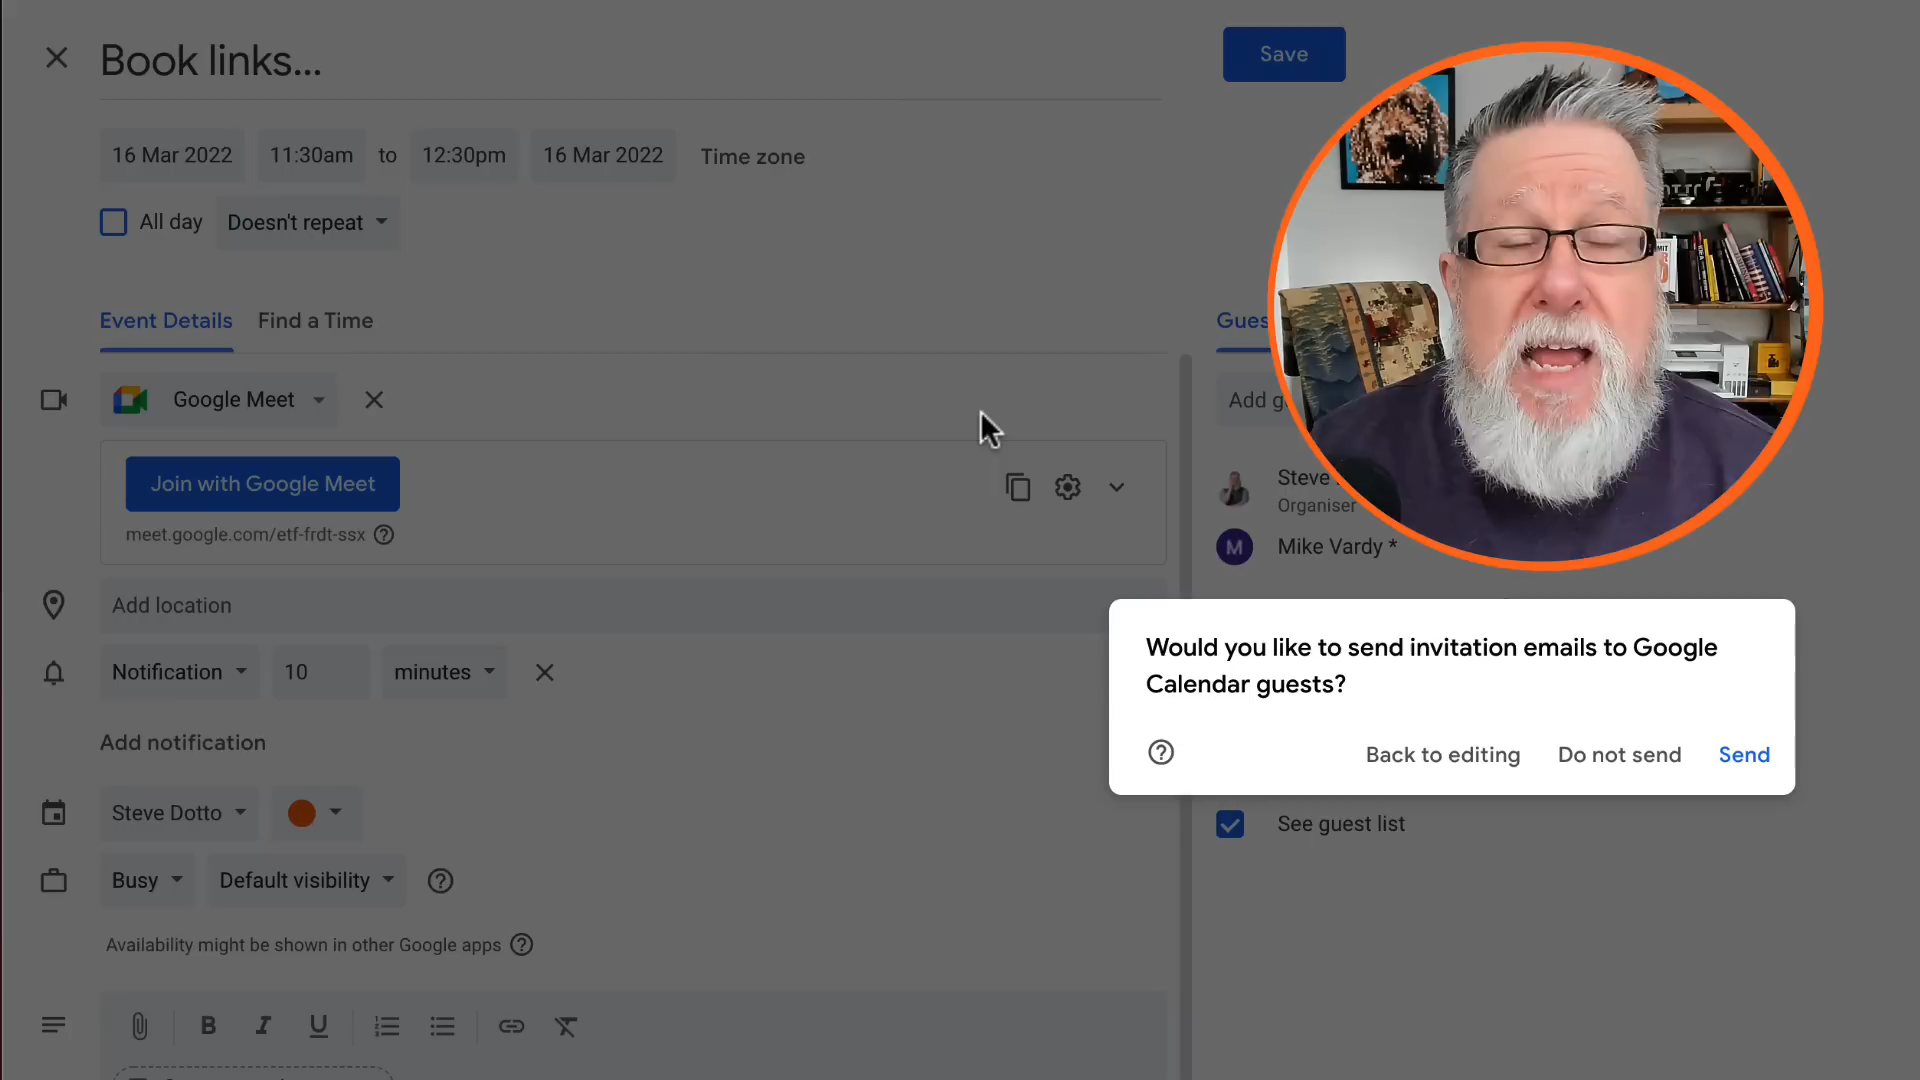 Book links...
Save
16 Mar 2022 11:30am to 12:30pm 16 Mar 2022 Time zone
All day Doesn't repeat
Event Details Find a Time
Google Meet
Join with Google Meet
meet.google.com/etf-frdt-ssx
Add location
Notification 10 minutes
Add notification
Steve Dotto
Busy Default visibility
Availability might be shown in other Google apps
B I U
Gues
Add g
Steve
Organiser
M Mike Vardy *
Would you like to send invitation emails to Google
Calendar guests?
Back to editing Do not send Send
See guest list